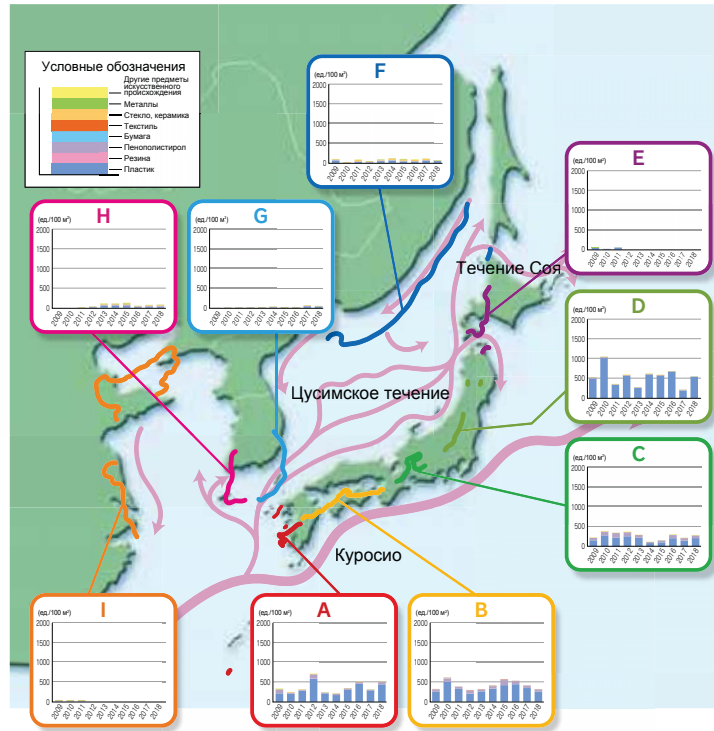 Условные обозначения
Другие предметы
искусственного
происхождения
Металлы
Стекло, керамика
Текстиль
Бумага
Пенополистирол
Резина
Пластик
F
(ед./100 м²)
2000
1500
1000
500
0
2009 2010 2011 2012 2013 2014 2015 2016 2017 2018
E
(ед./100 м²)
2000
1500
1000
500
0
2009 2010 2011 2012 2013 2014 2015 2016 2017 2018
H
(ед./100 м²)
2000
1500
1000
500
0
2009 2010 2011 2012 2013 2014 2015 2016 2017 2018
G
(ед./100 м²)
2000
1500
1000
500
0
2009 2010 2011 2012 2013 2014 2015 2016 2017 2018
Течение Соя
D
(ед./100 м²)
2000
1500
1000
500
0
2009 2010 2011 2012 2013 2014 2015 2016 2017 2018
Цусимское течение
C
(ед./100 м²)
2000
1500
1000
500
0
2009 2010 2011 2012 2013 2014 2015 2016 2017 2018
Куросио
I
(ед./100 м²)
2000
1500
1000
500
0
2009 2010 2011 2012 2013 2014 2015 2016 2017 2018
A
(ед./100 м²)
2000
1500
1000
500
0
2009 2010 2011 2012 2013 2014 2015 2016 2017 2018
B
(ед./100 м²)
2000
1500
1000
500
0
2009 2010 2011 2012 2013 2014 2015 2016 2017 2018